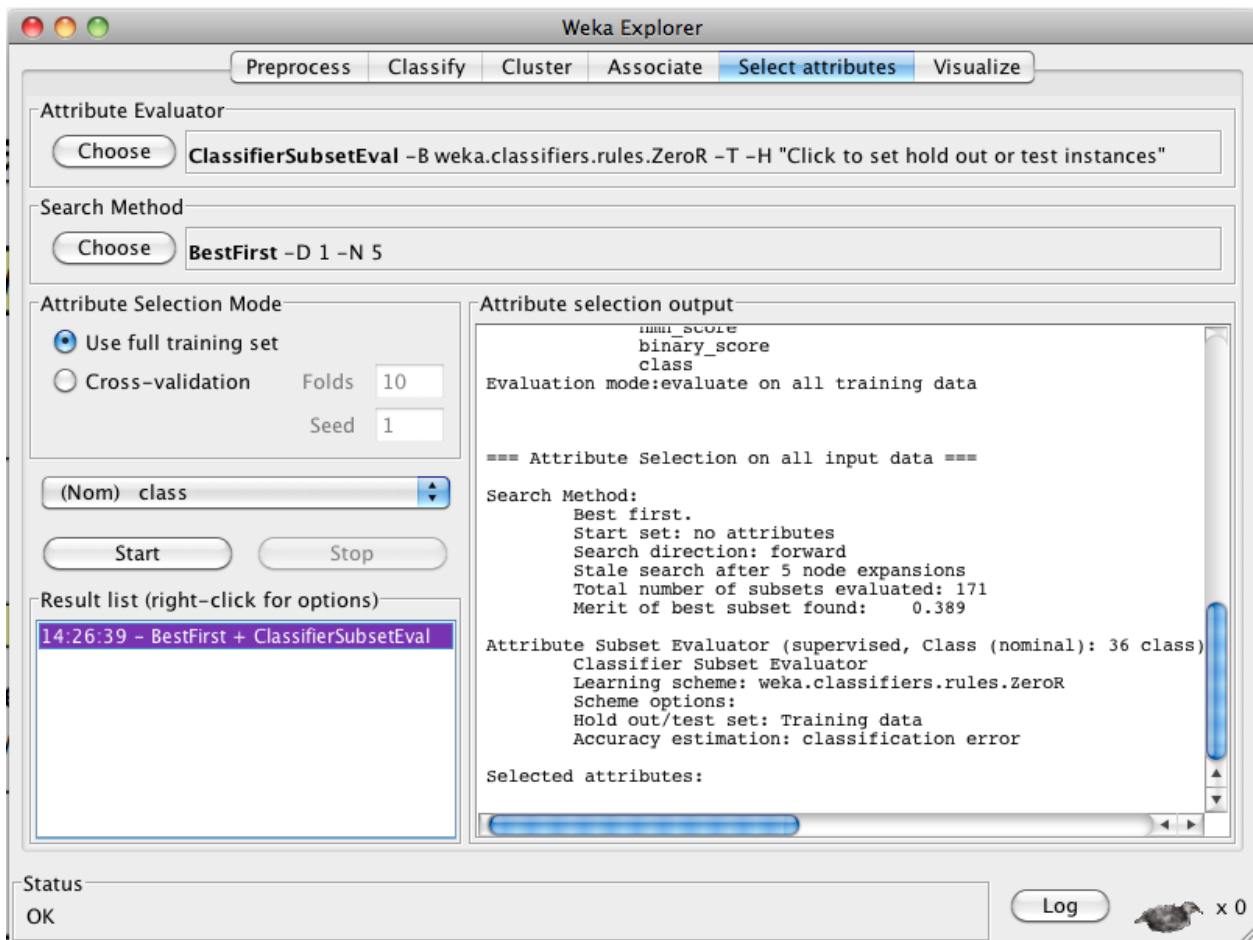 Weka Explorer
Preprocess Classify Cluster Associate Select attributes Visualize
Attribute Evaluator
Choose ClassifierSubsetEval -B weka.classifiers.rules.ZeroR -T -H "Click to set hold out or test instances"
Search Method
Choose BestFirst -D 1 -N 5
Attribute Selection Mode
Use full training set
Cross-validation Folds 10
Seed 1
(Nom) class
Start Stop
Result list (right-click for options)
14:26:39 - BestFirst + ClassifierSubsetEval
Attribute selection output
binary_score
class
Evaluation mode:evaluate on all training data
=== Attribute Selection on all input data ===
Search Method:
Best first.
Start set: no attributes
Search direction: forward
Stale search after 5 node expansions
Total number of subsets evaluated: 171
Merit of best subset found: 0.389
Attribute Subset Evaluator (supervised, Class (nominal): 36 class)
Classifier Subset Evaluator
Learning scheme: weka.classifiers.rules.ZeroR
Scheme options:
Hold out/test set: Training data
Accuracy estimation: classification error
Selected attributes:
Status
OK
Log x 0